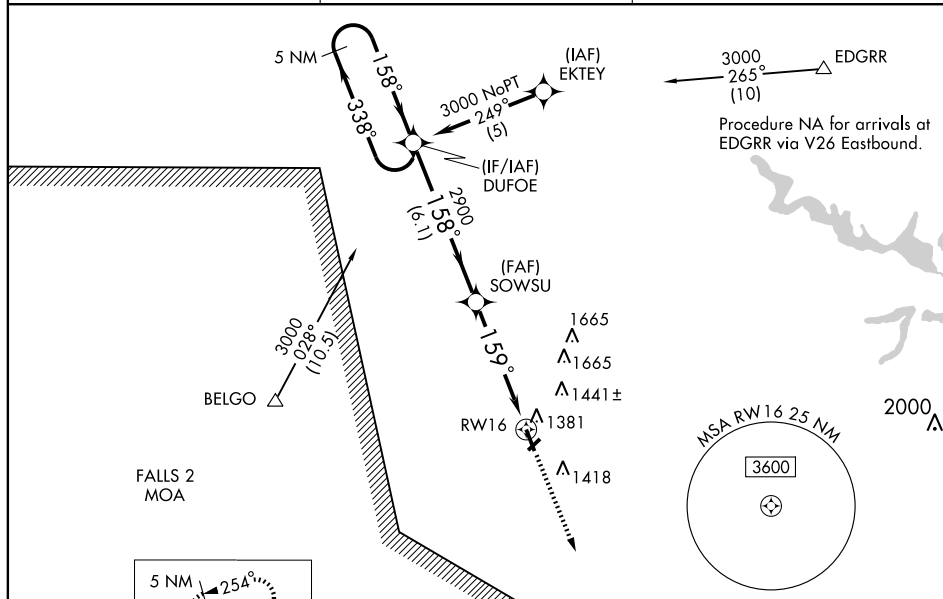 5 NM
158°
338°
(IAF)
EKTEY
3000 NoPT
249°
(5)
3000
265°
(10)
EDGRR
Procedure NA for arrivals at
EDGRR via V26 Eastbound.
(IF/IAF)
DUFOE
2900
158°
(6.1)
(FAF)
SOWSU
3000
028°
(10.5)
BELGO
159°
1665
1665
1441±
1381
RW16
1418
2000
FALLS 2
MOA
MSA RW16 25 NM
3600
5 NM
254°